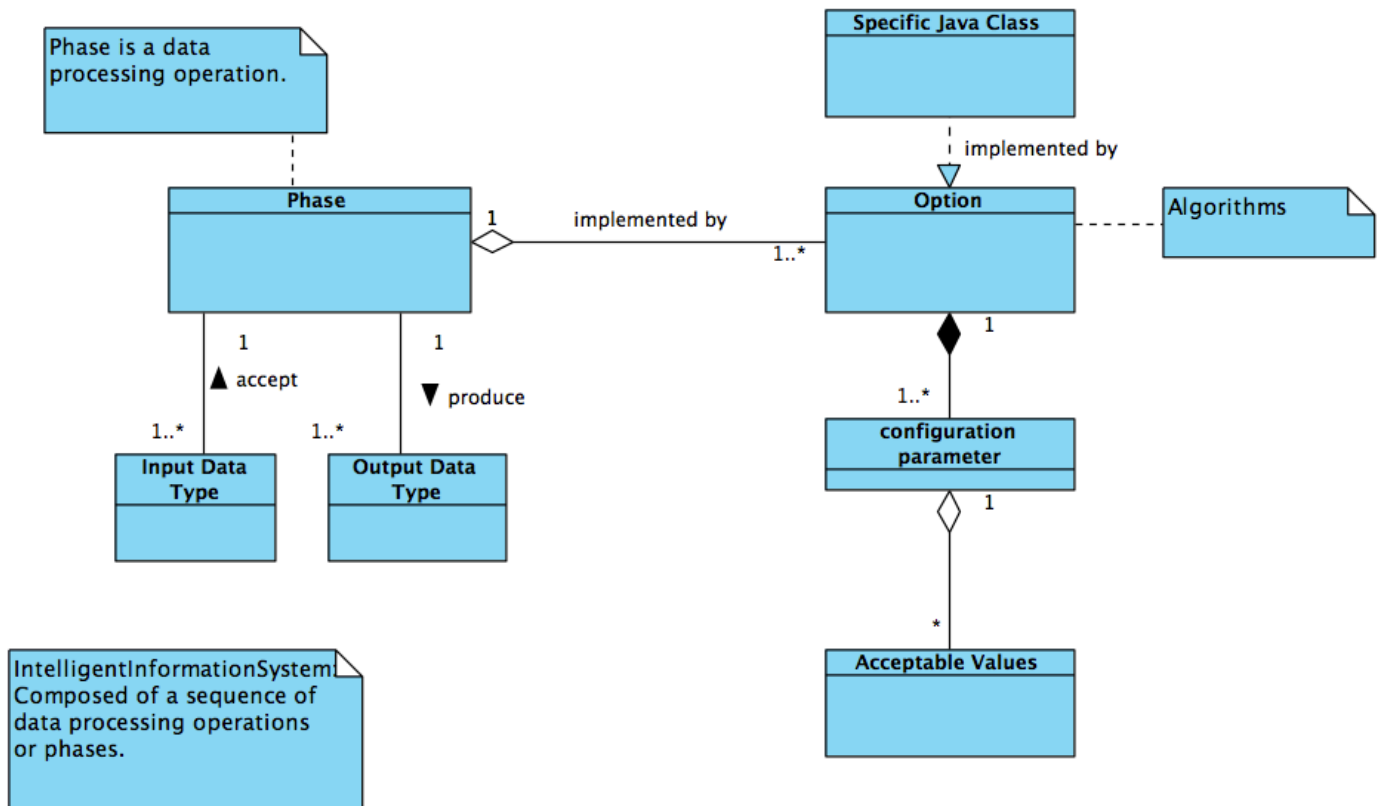 Specific Java Class
Phase is a data
processing operation.
implemented by
Phase
Option
Algorithms
1
implemented by
1..*
1
1
1
accept
produce
1..*
1..*
1..*
configuration
parameter
Input Data
Type
Output Data
Type
1
*
IntelligentInformationSystem:
Composed of a sequence of
data processing operations
or phases.
Acceptable Values